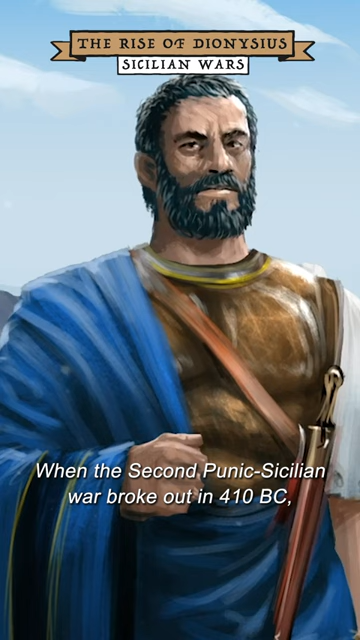 THE RISE OF DIONYSIUS
SICILIAN WARS
When the Second Punic-Sicilian
war broke out in 410 BC,